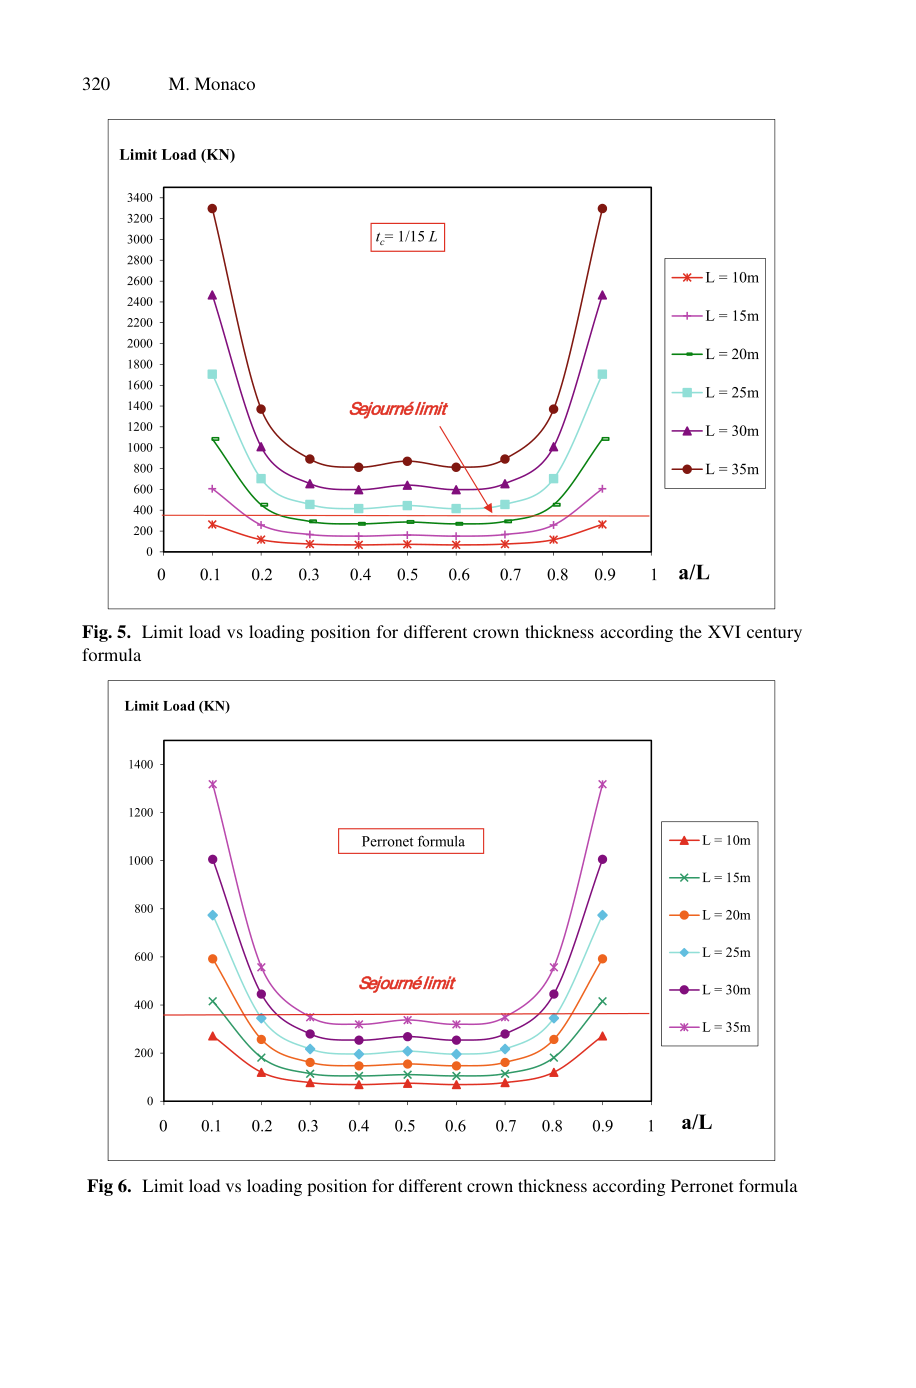 320 M. Monaco
Limit Load (KN)
3400
3200
3000
2800
2600
2400
2200
2000
1800
1600
1400
1200
1000
800
600
400
200
0
t_c= 1/15 L
Sejourné limit
L = 10m
L = 15m
L = 20m
L = 25m
L = 30m
L = 35m
0 0.1 0.2 0.3 0.4 0.5 0.6 0.7 0.8 0.9 1 a/L
Fig. 5. Limit load vs loading position for different crown thickness according the XVI century
formula
Limit Load (KN)
1400
1200
1000
800
600
400
200
0
Perronet formula
Sejourné limit
L = 10m
L = 15m
L = 20m
L = 25m
L = 30m
L = 35m
0 0.1 0.2 0.3 0.4 0.5 0.6 0.7 0.8 0.9 1 a/L
Fig 6. Limit load vs loading position for different crown thickness according Perronet formula